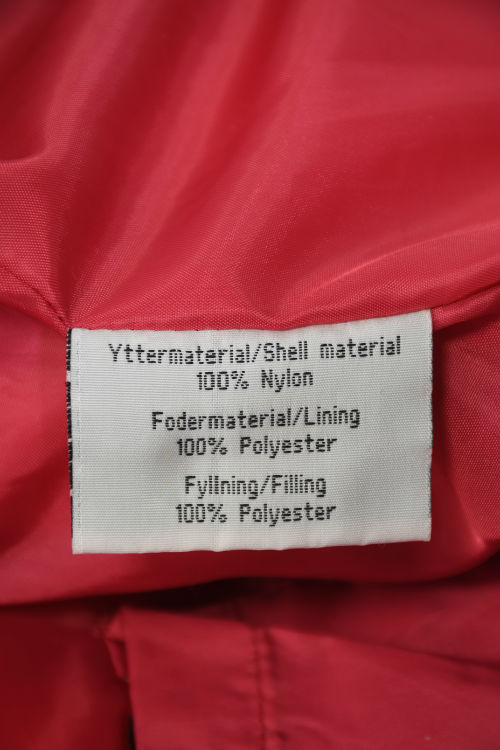 Yttermaterial/Shell material
100% Nylon
Fodermaterial/Lining
100% Polyester
Fyllning/Filling
100% Polyester